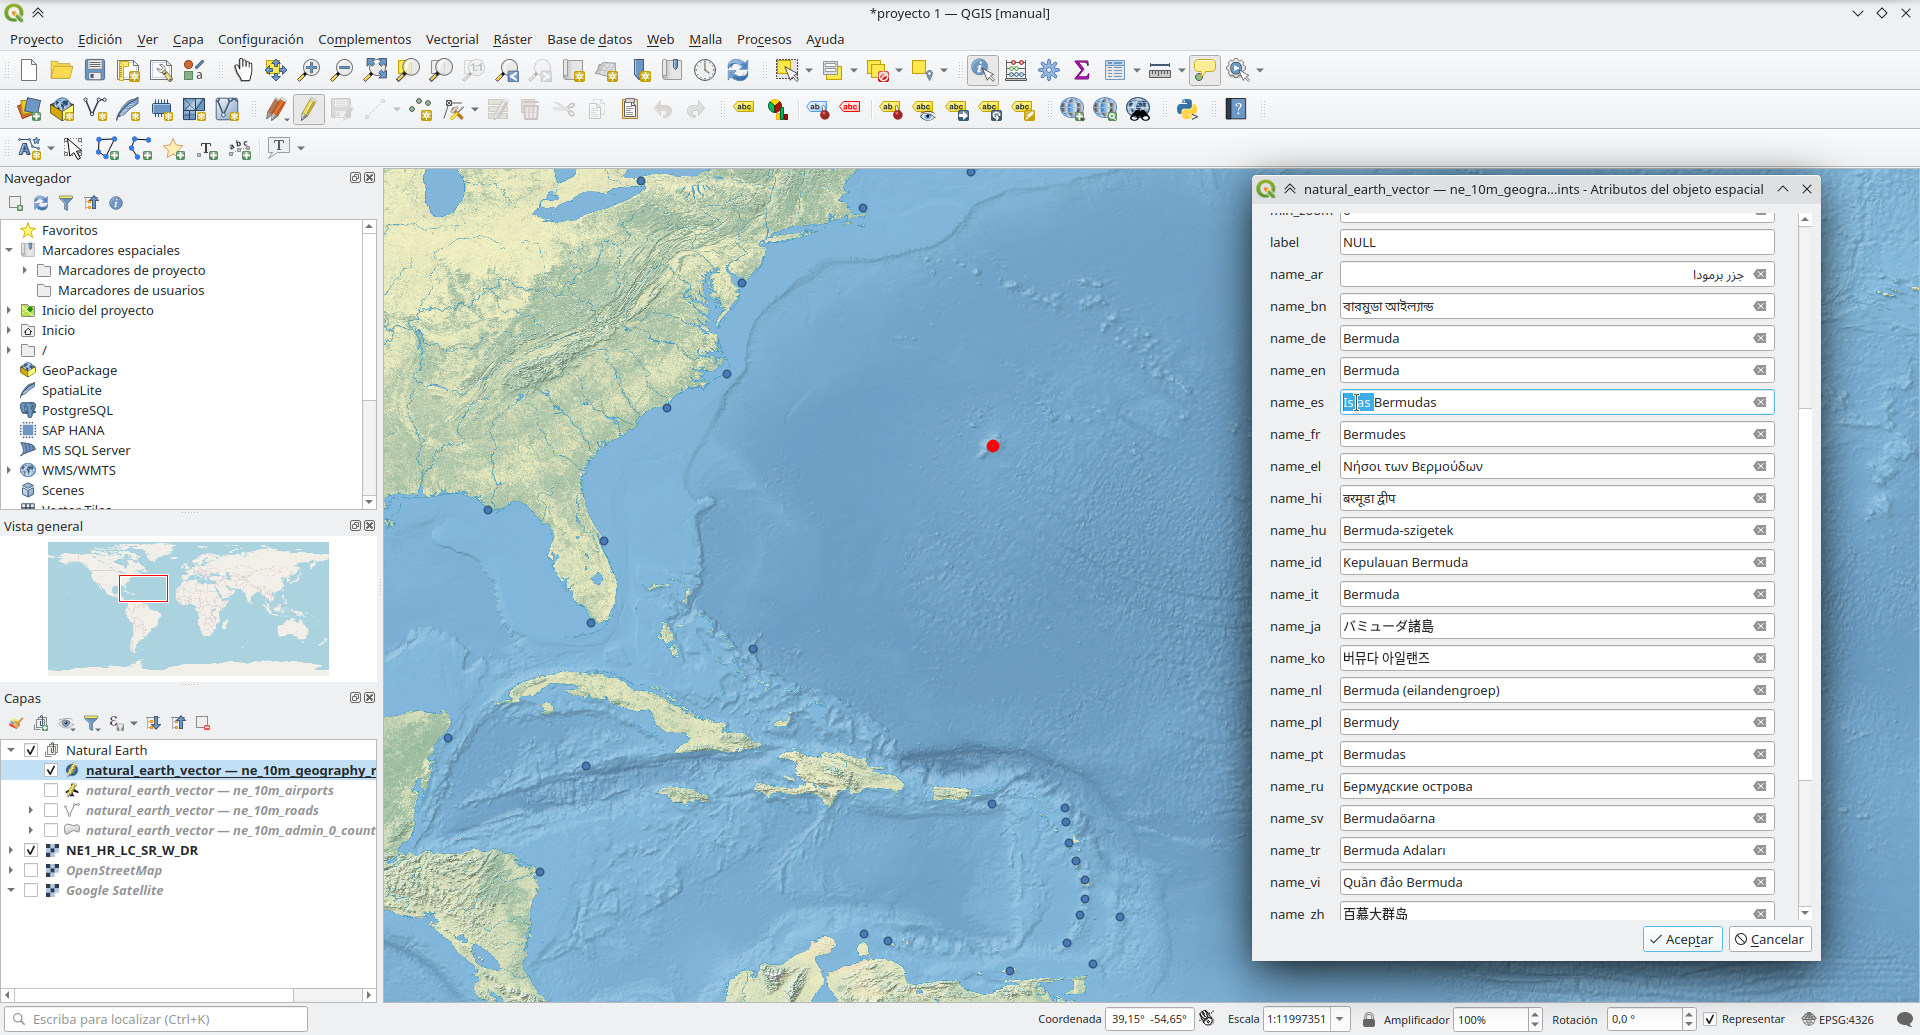 *proyecto 1 — QGIS [manual]
Proyecto Edición Ver Capa Configuración Complementos Vectorial Ráster Base de datos Web Malla Procesos Ayuda
Navegador
Favoritos
Marcadores espaciales
Marcadores de proyecto
Marcadores de usuarios
Inicio del proyecto
Inicio
/
GeoPackage
SpatiaLite
PostgreSQL
SAP HANA
MS SQL Server
WMS/WMTS
Scenes
Vista general
Capas
Natural Earth
natural_earth_vector — ne_10m_geography_r
natural_earth_vector — ne_10m_airports
natural_earth_vector — ne_10m_roads
natural_earth_vector — ne_10m_admin_0_count
NE1_HR_LC_SR_W_DR
OpenStreetMap
Google Satellite
natural_earth_vector — ne_10m_geogra...ints - Atributos del objeto espacial
label NULL
name_ar جزر برمودا
name_bn বারমুডা আইল্যান্ড
name_de Bermuda
name_en Bermuda
name_es Islas Bermudas
name_fr Bermudes
name_el Νήσοι των Βερμούδων
name_hi बरमूडा द्वीप
name_hu Bermuda-szigetek
name_id Kepulauan Bermuda
name_it Bermuda
name_ja バミューダ諸島
name_ko 버뮤다 아일랜즈
name_nl Bermuda (eilandengroep)
name_pl Bermudy
name_pt Bermudas
name_ru Бермудские острова
name_sv Bermudaöarna
name_tr Bermuda Adaları
name_vi Quần đảo Bermuda
name_zh 百慕大群岛
Aceptar Cancelar
Escriba para localizar (Ctrl+K)
Coordenada 39,15° -54,65° Escala 1:11997351 Amplificador 100% Rotación 0,0 ° Representar EPSG:4326